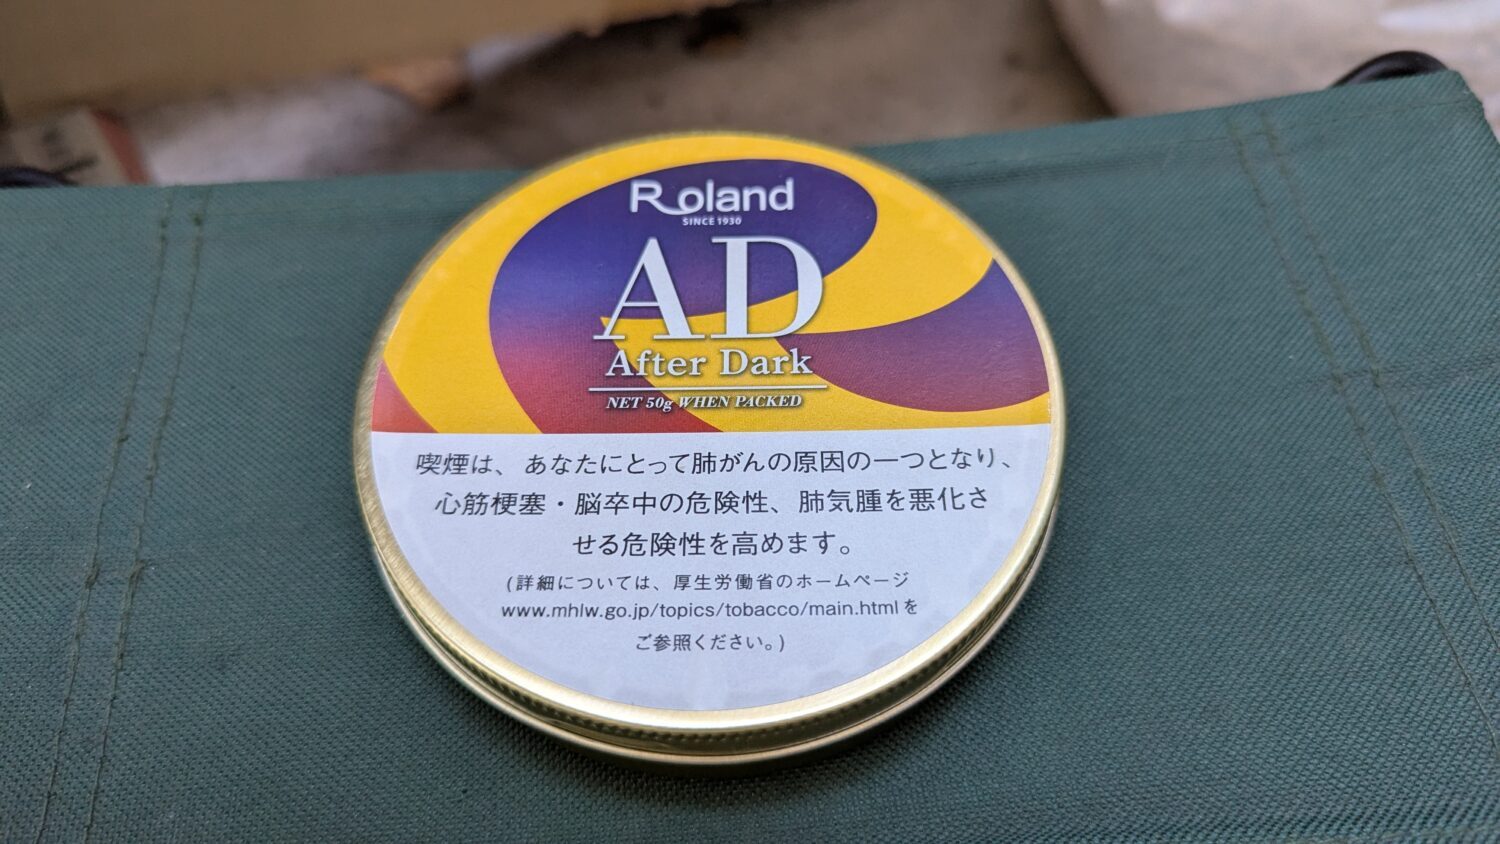 Roland
SINCE 1930
AD
After Dark
NET 50g WHEN PACKED
喫煙は、あなたにとって肺がんの原因の一つとなり、
心筋梗塞・脳卒中の危険性、肺気腫を悪化さ
せる危険性を高めます。
(詳細については、厚生労働省のホームページ
www.mhlw.go.jp/topics/tobacco/main.htmlを
ご参照ください。)